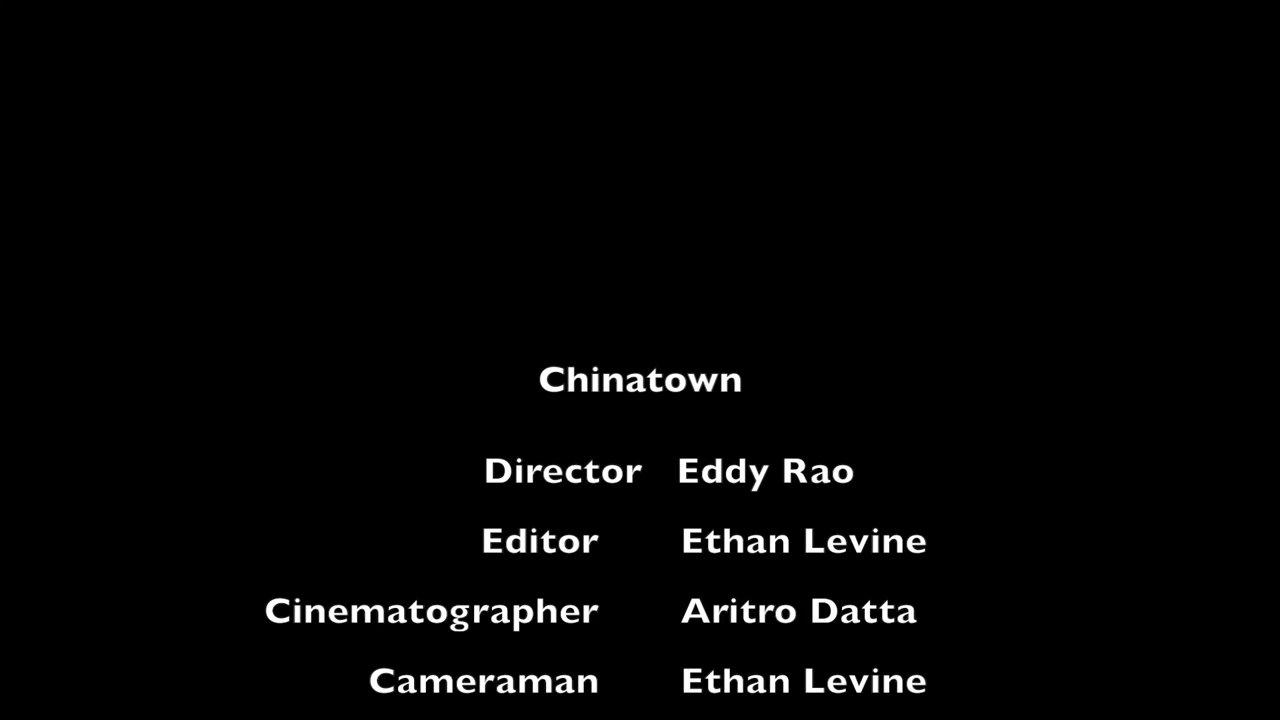 Chinatown
Director Eddy Rao
Editor Ethan Levine
Cinematographer Aritro Datta
Cameraman Ethan Levine